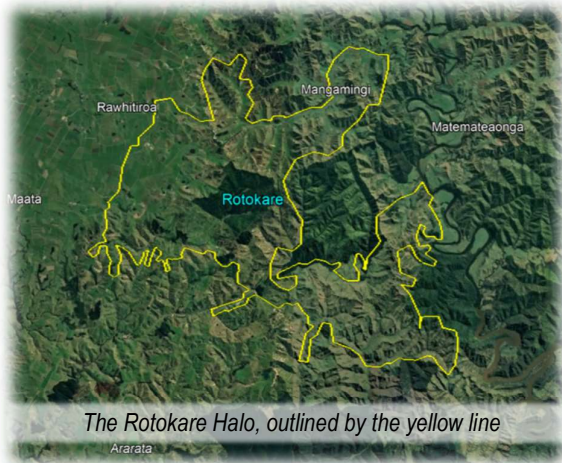 Mangamingi
Rawhitiroa
Matemateaonga
Maata
Rotokare
The Rotokare Halo, outlined by the yellow line
Ararata